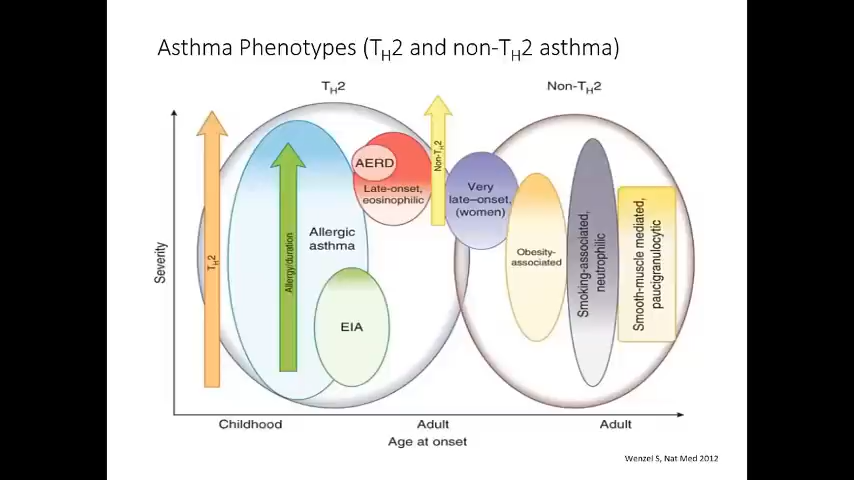 Asthma Phenotypes (TH2 and non-TH2 asthma)
TH2
Non-TH2
Severity
TH2
Allergy/duration
Allergic
asthma
EIA
AERD
Late-onset,
eosinophilic
Non-TH2
Very
late–onset,
(women)
Obesity-
associated
Smoking-associated,
neutrophilic
Smooth-muscle mediated,
paucigranulocytic
Childhood
Adult
Adult
Age at onset
Wenzel S, Nat Med 2012